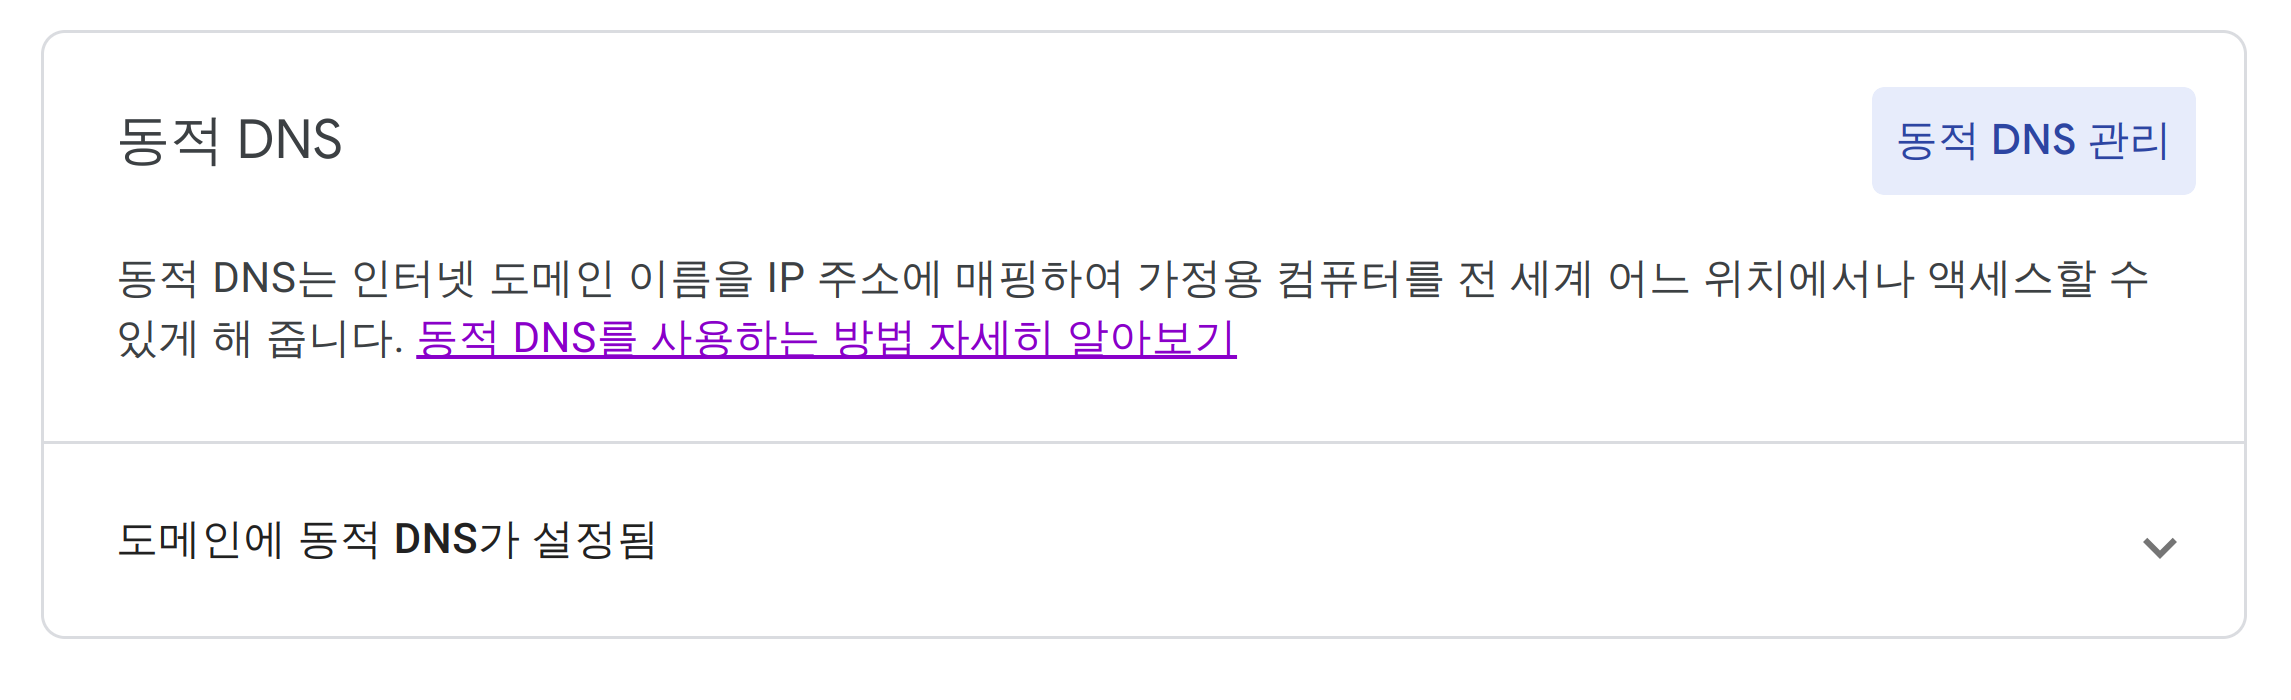 동적 DNS
동적 DNS 관리
동적 DNS는 인터넷 도메인 이름을 IP 주소에 매핑하여 가정용 컴퓨터를 전 세계 어느 위치에서나 액세스할 수
있게 해 줍니다. 동적 DNS를 사용하는 방법 자세히 알아보기
도메인에 동적 DNS가 설정됨